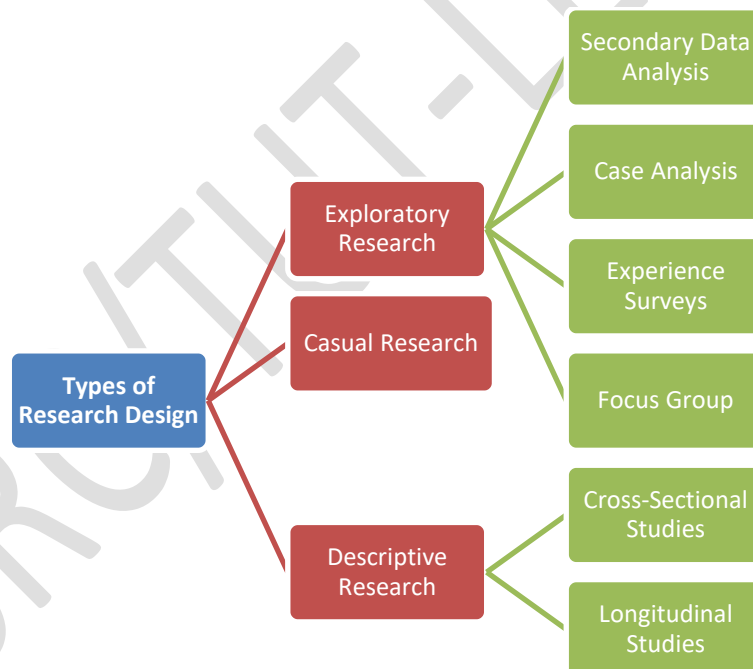 Types of
Research Design
Exploratory
Research
Casual Research
Descriptive
Research
Secondary Data
Analysis
Case Analysis
Experience
Surveys
Focus Group
Cross-Sectional
Studies
Longitudinal
Studies